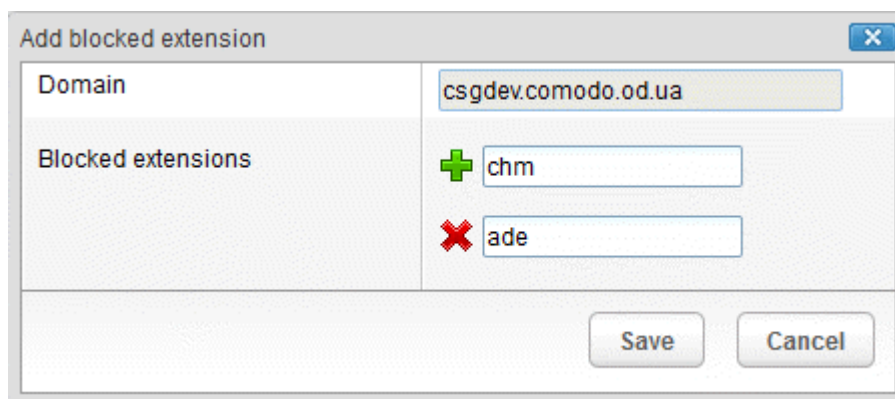 Add blocked extension
Domain
csgdev.comodo.od.ua
Blocked extensions
chm
ade
Save
Cancel